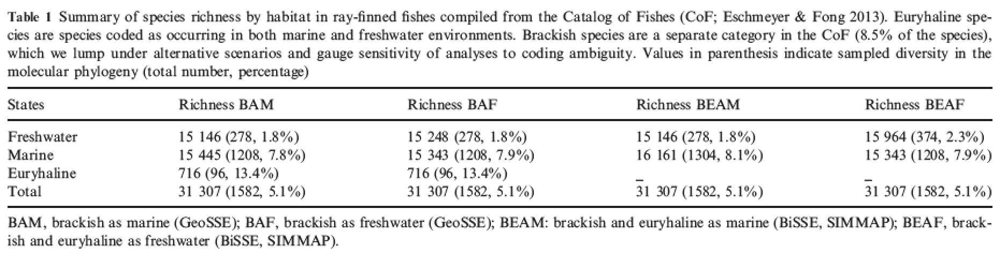 Table 1 Summary of species richness by habitat in ray-finned fishes compiled from the Catalog of Fishes (CoF; Eschmeyer & Fong 2013). Euryhaline spe-
cies are species coded as occurring in both marine and freshwater environments. Brackish species are a separate category in the CoF (8.5% of the species),
which we lump under alternative scenarios and gauge sensitivity of analyses to coding ambiguity. Values in parenthesis indicate sampled diversity in the
molecular phylogeny (total number, percentage)
States Richness BAM Richness BAF Richness BEAM Richness BEAF
Freshwater 15 146 (278, 1.8%) 15 248 (278, 1.8%) 15 146 (278, 1.8%) 15 964 (374, 2.3%)
Marine 15 445 (1208, 7.8%) 15 343 (1208, 7.9%) 16 161 (1304, 8.1%) 15 343 (1208, 7.9%)
Euryhaline 716 (96, 13.4%) 716 (96, 13.4%) – –
Total 31 307 (1582, 5.1%) 31 307 (1582, 5.1%) 31 307 (1582, 5.1%) 31 307 (1582, 5.1%)
BAM, brackish as marine (GeoSSE); BAF, brackish as freshwater (GeoSSE); BEAM: brackish and euryhaline as marine (BiSSE, SIMMAP); BEAF, brack-
ish and euryhaline as freshwater (BiSSE, SIMMAP).